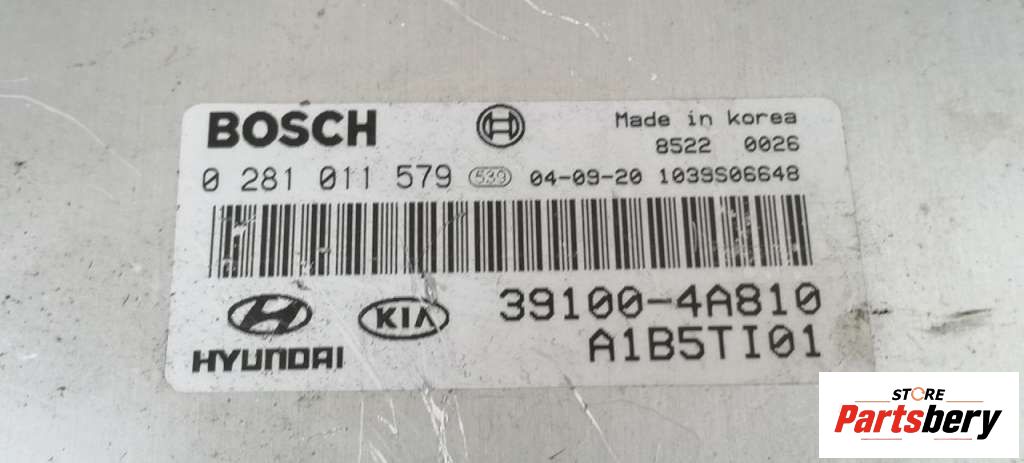 BOSCH
Made in korea
8522 0026
0 281 011 579 539 04-09-20 1039S06648
39100-4A810
HYUNDAI KIA A1B5TI01
STORE
Partsbery